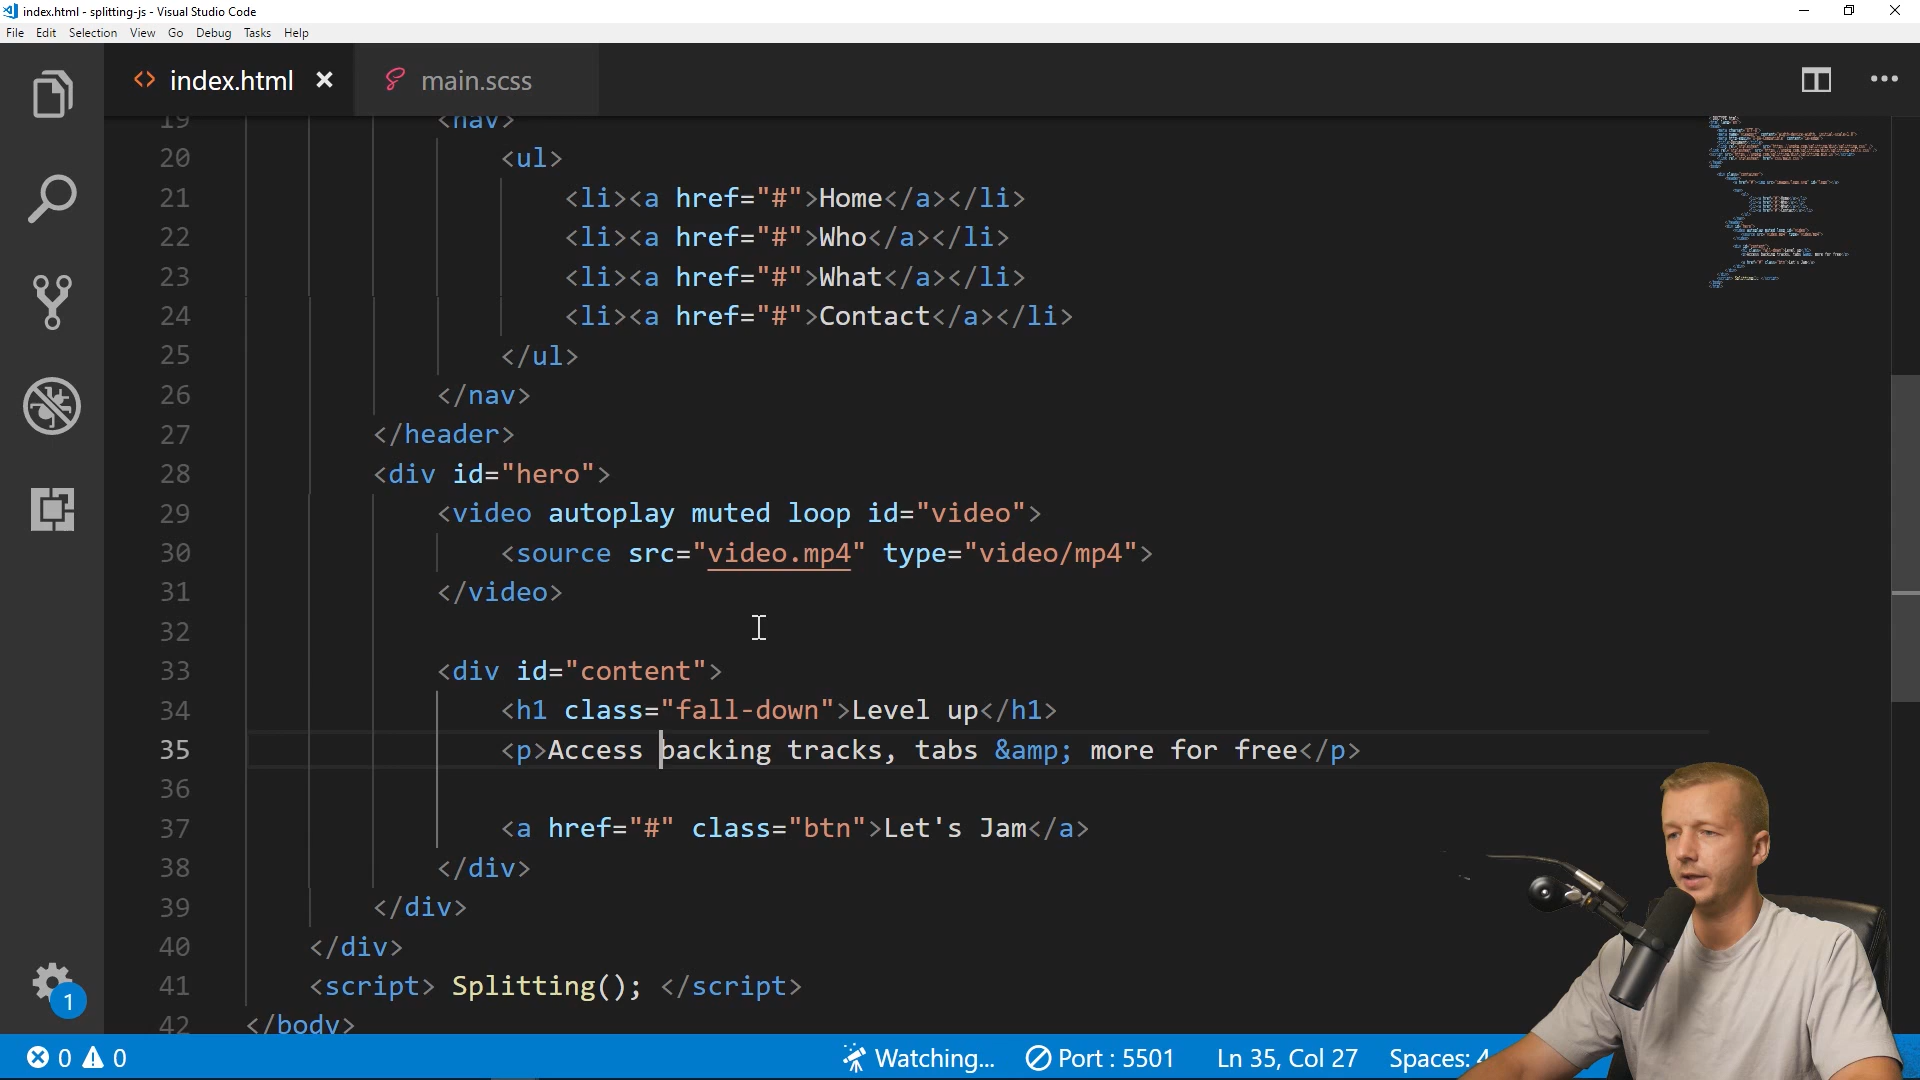 index.html - splitting-js - Visual Studio Code
File Edit Selection View Go Debug Tasks Help
<> index.html × main.scss
19 <nav>
20 <ul>
21 <li><a href="#">Home</a></li>
22 <li><a href="#">Who</a></li>
23 <li><a href="#">What</a></li>
24 <li><a href="#">Contact</a></li>
25 </ul>
26 </nav>
27 </header>
28 <div id="hero">
29 <video autoplay muted loop id="video">
30 <source src="video.mp4" type="video/mp4">
31 </video>
32
33 <div id="content">
34 <h1 class="fall-down">Level up</h1>
35 <p>Access backing tracks, tabs &amp; more for free</p>
36
37 <a href="#" class="btn">Let's Jam</a>
38 </div>
39 </div>
40 </div>
41 <script> Splitting(); </script>
42 </body>
1
0 0 Watching... Port : 5501 Ln 35, Col 27 Spaces: 4